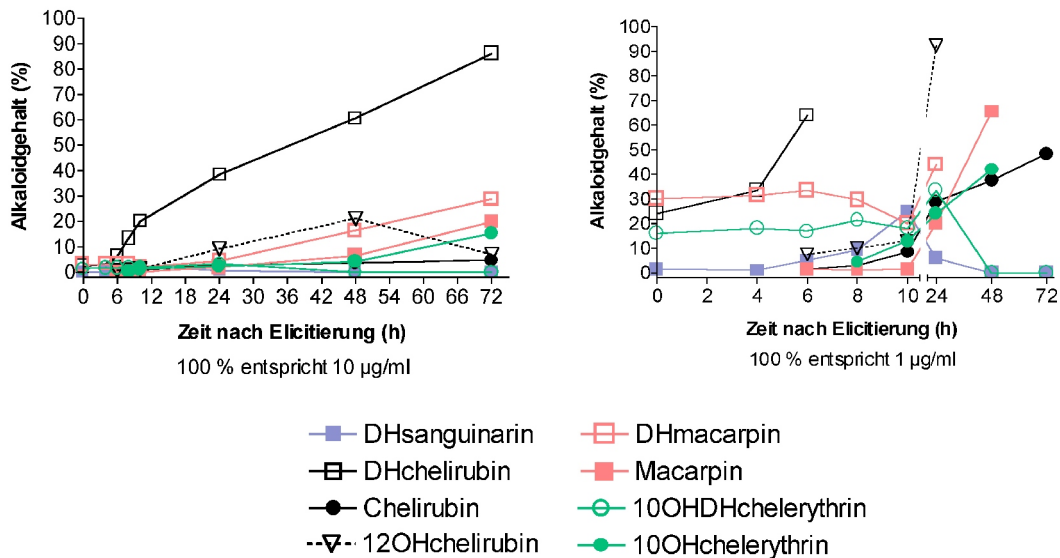 Alkaloidgehalt (%)
100
90
80
70
60
50
40
30
20
10
0
0 6 12 18 24 30 36 42 48 54 60 66 72
Zeit nach Elicitierung (h)
100 % entspricht 10 µg/ml
Alkaloidgehalt (%)
100
90
80
70
60
50
40
30
20
10
0
0 2 4 6 8 10 24 48 72
Zeit nach Elicitierung (h)
100 % entspricht 1 µg/ml
DHsanguinarin
DHchelirubin
Chelirubin
12OHchelirubin
DHmacarpin
Macarpin
10OHDHchelerythrin
10OHchelerythrin